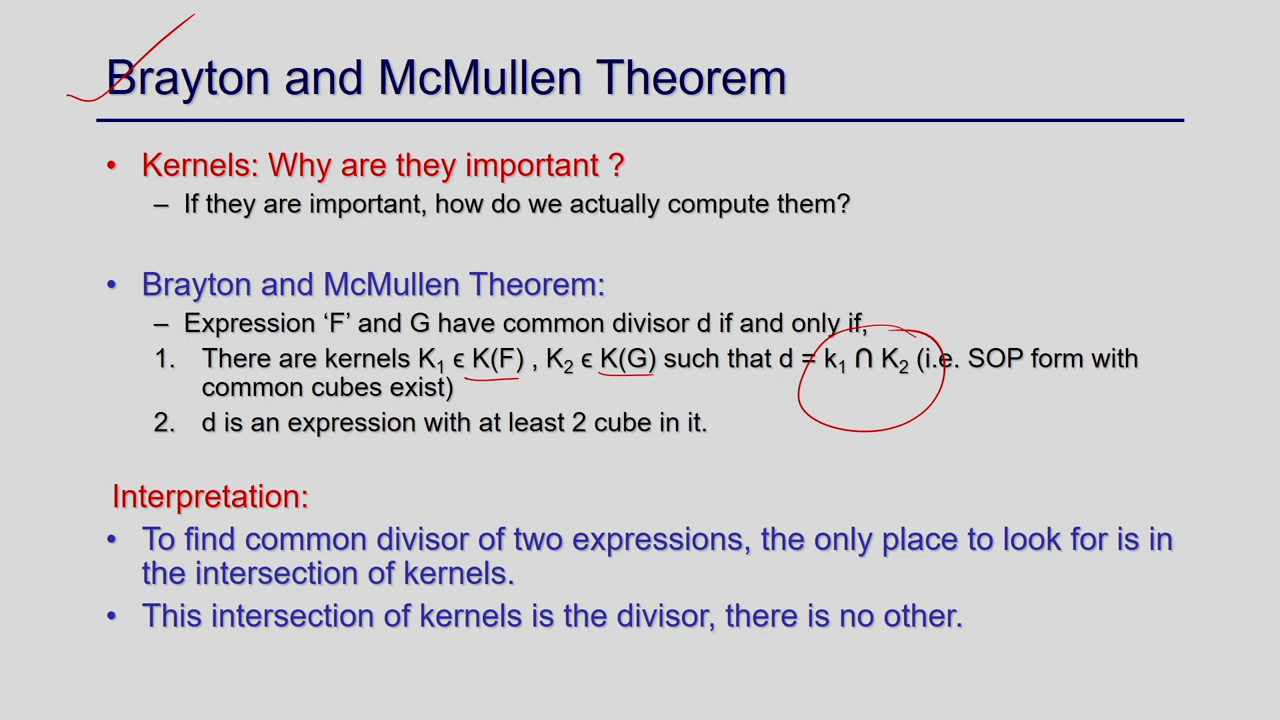 Brayton and McMullen Theorem
• Kernels: Why are they important ?
– If they are important, how do we actually compute them?
• Brayton and McMullen Theorem:
– Expression ‘F’ and G have common divisor d if and only if,
1. There are kernels K₁ ϵ K(F) , K₂ ϵ K(G) such that d = k₁ ∩ K₂ (i.e. SOP form with
common cubes exist)
2. d is an expression with at least 2 cube in it.
Interpretation:
• To find common divisor of two expressions, the only place to look for is in
the intersection of kernels.
• This intersection of kernels is the divisor, there is no other.